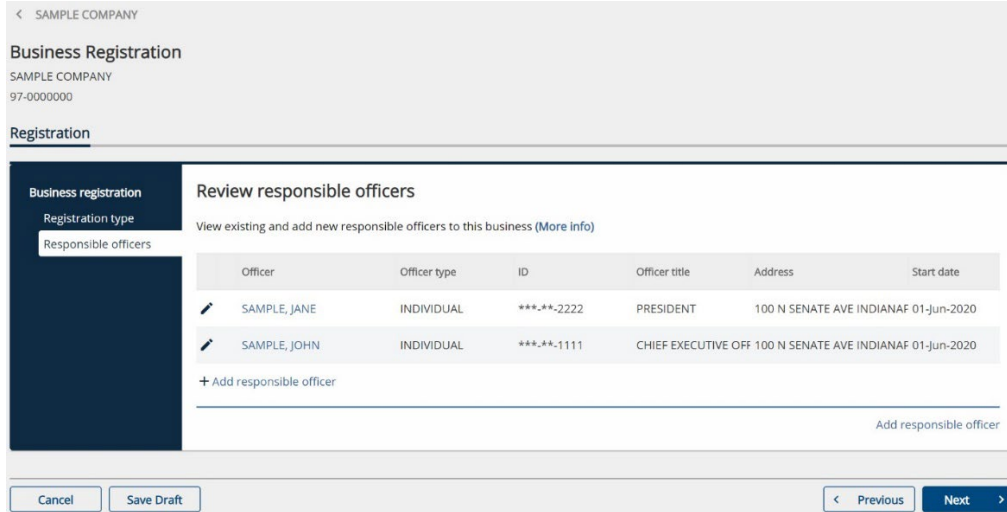 < SAMPLE COMPANY
Business Registration
SAMPLE COMPANY
97-0000000
Registration
Business registration
Registration type
Responsible officers
Review responsible officers
View existing and add new responsible officers to this business (More info)
Officer Officer type ID Officer title Address Start date
SAMPLE, JANE INDIVIDUAL ***-**-2222 PRESIDENT 100 N SENATE AVE INDIANAF 01-Jun-2020
SAMPLE, JOHN INDIVIDUAL ***-**-1111 CHIEF EXECUTIVE OFF 100 N SENATE AVE INDIANAF 01-Jun-2020
+ Add responsible officer
Add responsible officer
Cancel Save Draft < Previous Next >